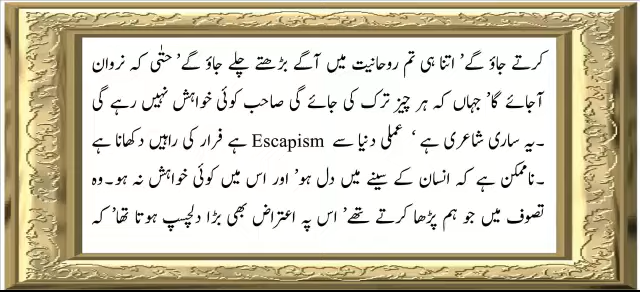 کرتے جاؤ گے’ اتنا ہی تم روحانیت میں آگے بڑھتے چلے جاؤ گے’ حتٰی کہ نروان
آجائے گا’ جہاں کہ ہر چیز ترک کی جائے گی صاحب کوئی خواہش نہیں رہے گی
۔یہ ساری شاعری ہے ‘ عملی دنیا سے Escapism ہے فرار کی راہیں دکھانا ہے
۔ناممکن ہے کہ انسان کے سینے میں دل ہو’ اور اس میں کوئی خواہش نہ ہو۔وہ
تصوف میں جو ہم پڑھا کرتے تھے’ اس پہ اعتراض بھی بڑا دلچسپ ہوتا تھا’ کہ